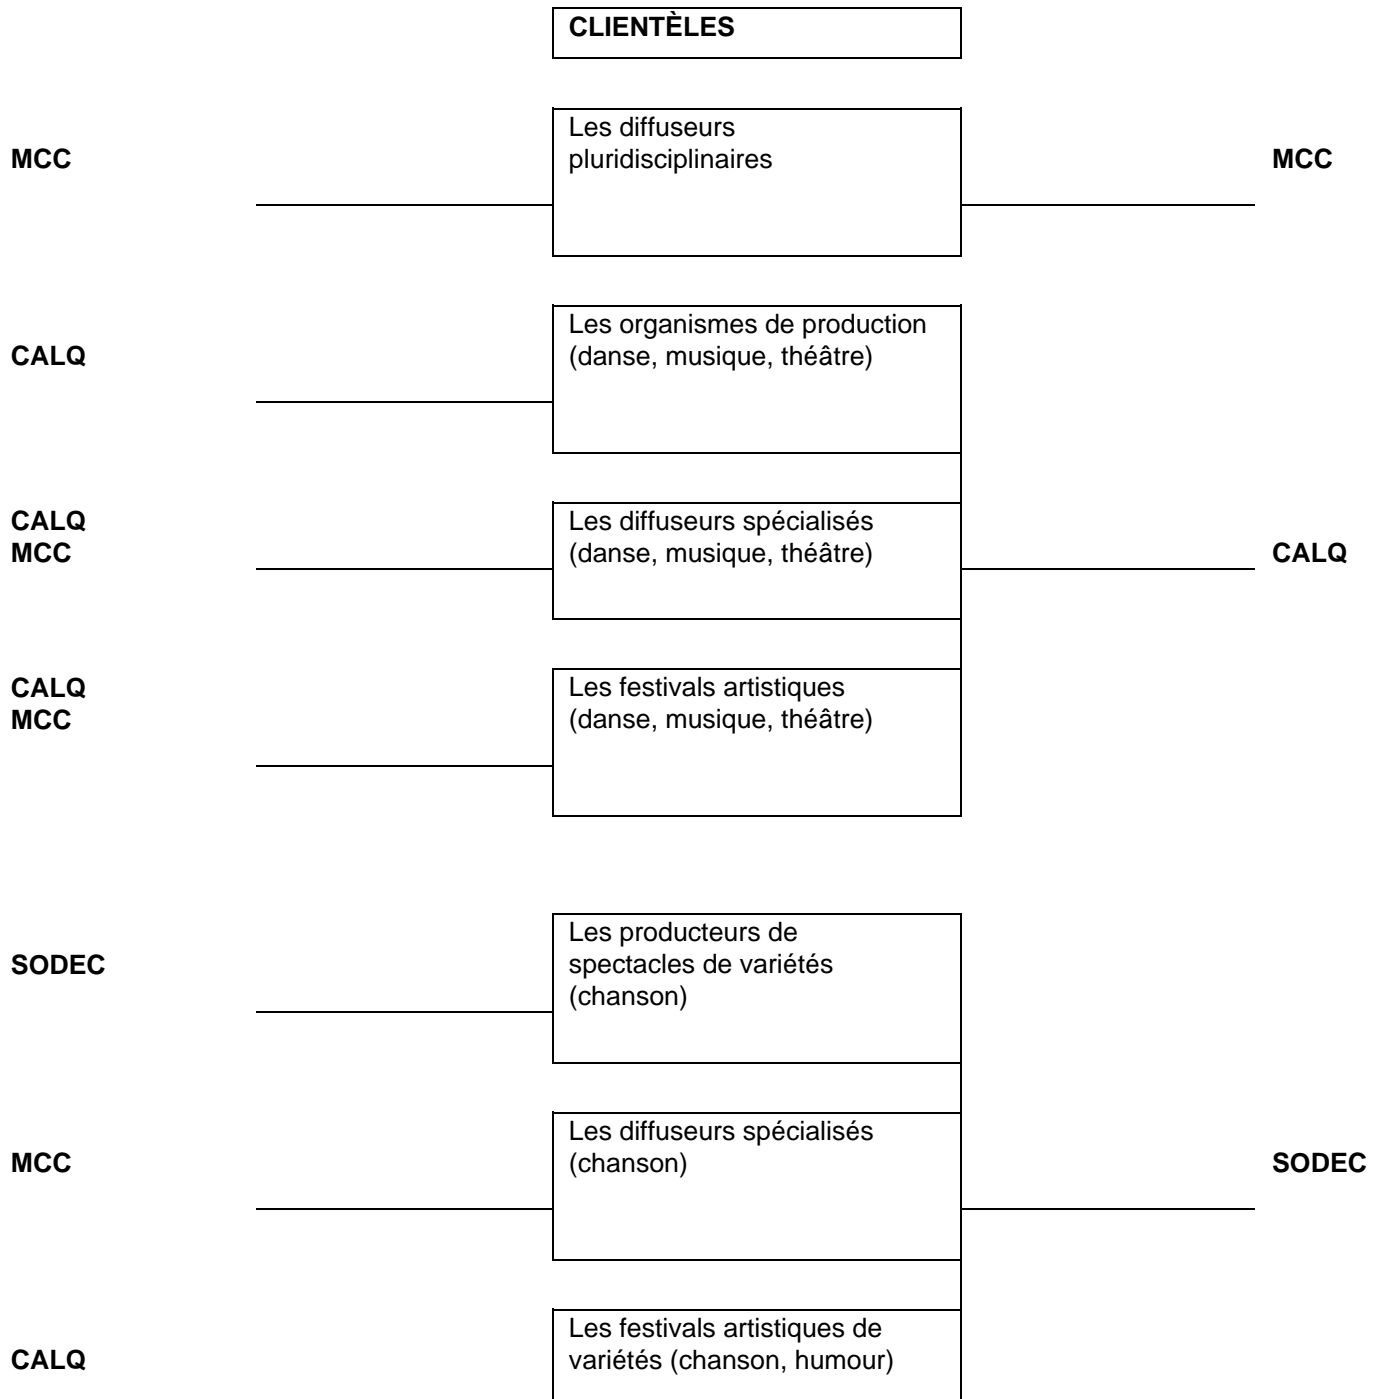 CLIENTÈLES
Les diffuseurs
MCC pluridisciplinaires MCC
Les organismes de production
CALQ (danse, musique, théâtre)
CALQ Les diffuseurs spécialisés
MCC (danse, musique, théâtre) CALQ
CALQ Les festivals artistiques
MCC (danse, musique, théâtre)
Les producteurs de
SODEC spectacles de variétés
(chanson)
Les diffuseurs spécialisés
MCC (chanson) SODEC
Les festivals artistiques de
CALQ variétés (chanson, humour)